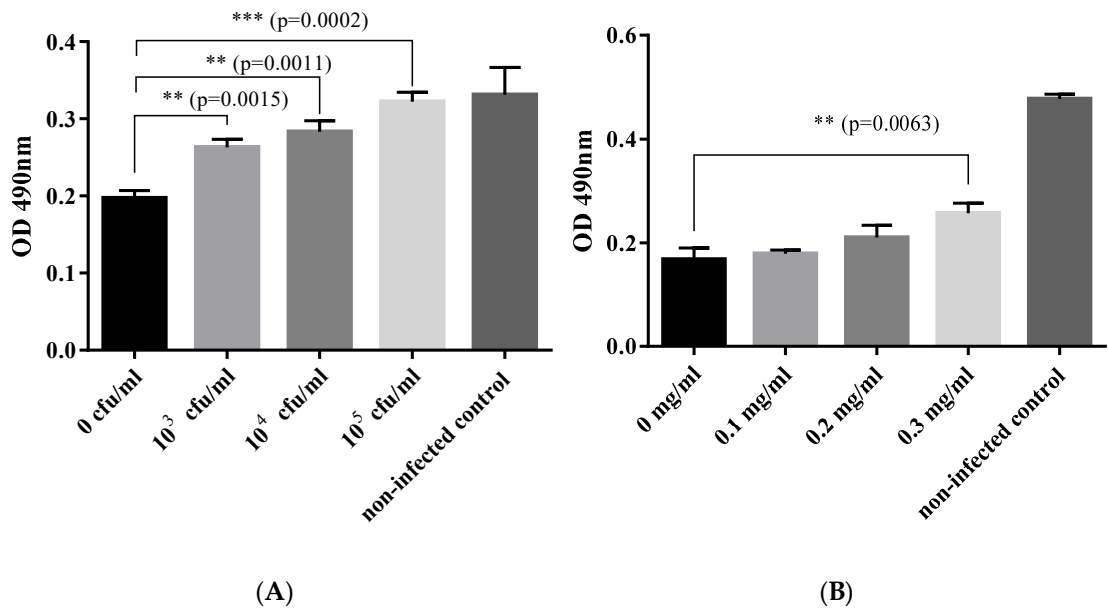 *** (p=0.0002)
** (p=0.0011)
** (p=0.0015)
OD 490nm
0.4
0.3
0.2
0.1
0.0
0 cfu/ml
10³ cfu/ml
10⁴ cfu/ml
10⁵ cfu/ml
non-infected control
(A)
** (p=0.0063)
OD 490nm
0.6
0.4
0.2
0.0
0 mg/ml
0.1 mg/ml
0.2 mg/ml
0.3 mg/ml
non-infected control
(B)